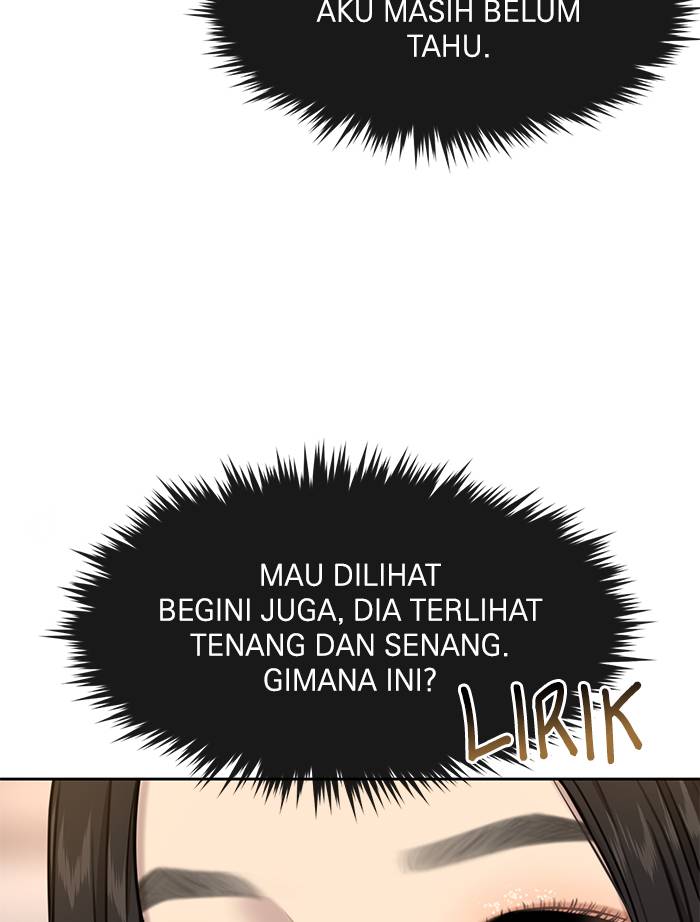 AKU MASIH BELUM
TAHU.
MAU DILIHAT
BEGINI JUGA, DIA TERLIHAT
TENANG DAN SENANG.
GIMANA INI?
LIRIK